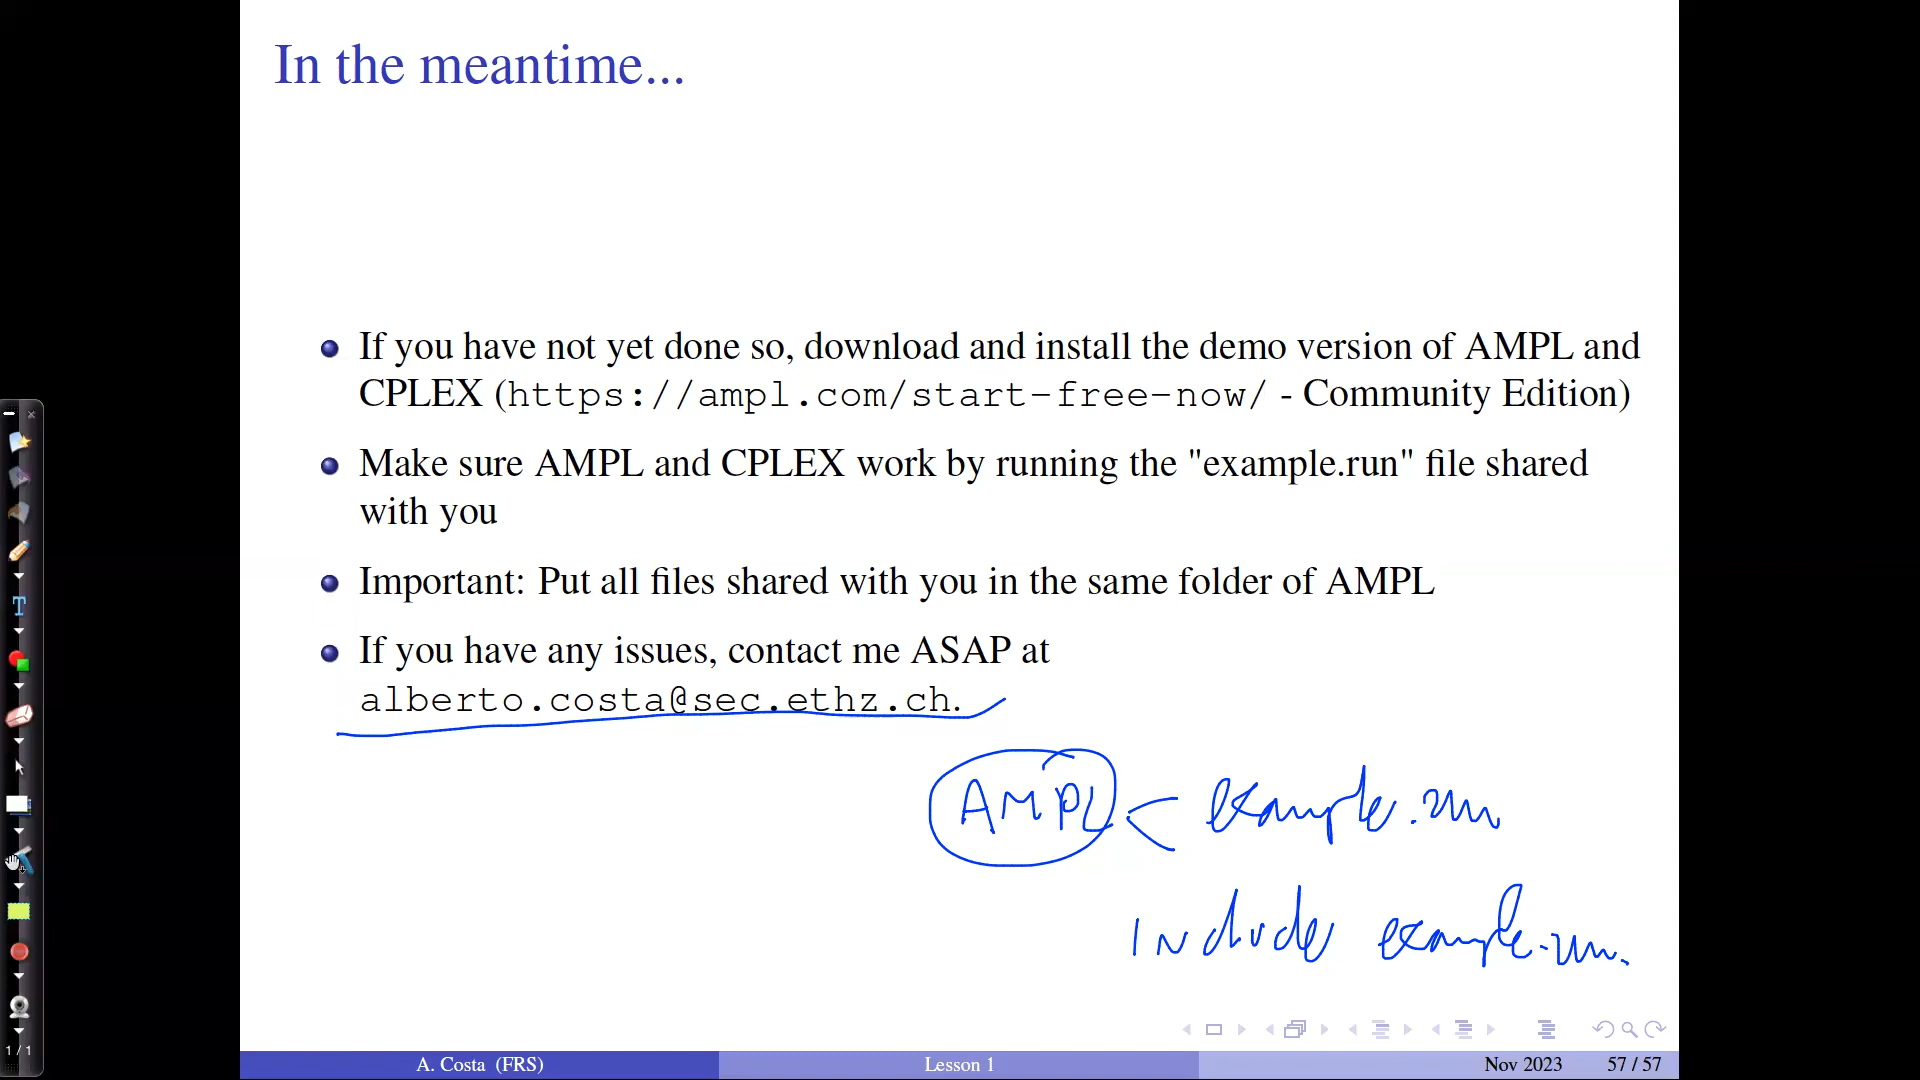 In the meantime...
If you have not yet done so, download and install the demo version of AMPL and
CPLEX (https://ampl.com/start-free-now/ - Community Edition)
Make sure AMPL and CPLEX work by running the "example.run" file shared
with you
Important: Put all files shared with you in the same folder of AMPL
If you have any issues, contact me ASAP at
alberto.costa@sec.ethz.ch.
AMPL < example.run
include example.run.
T
1 / 1
A. Costa (FRS) Lesson 1 Nov 2023 57 / 57